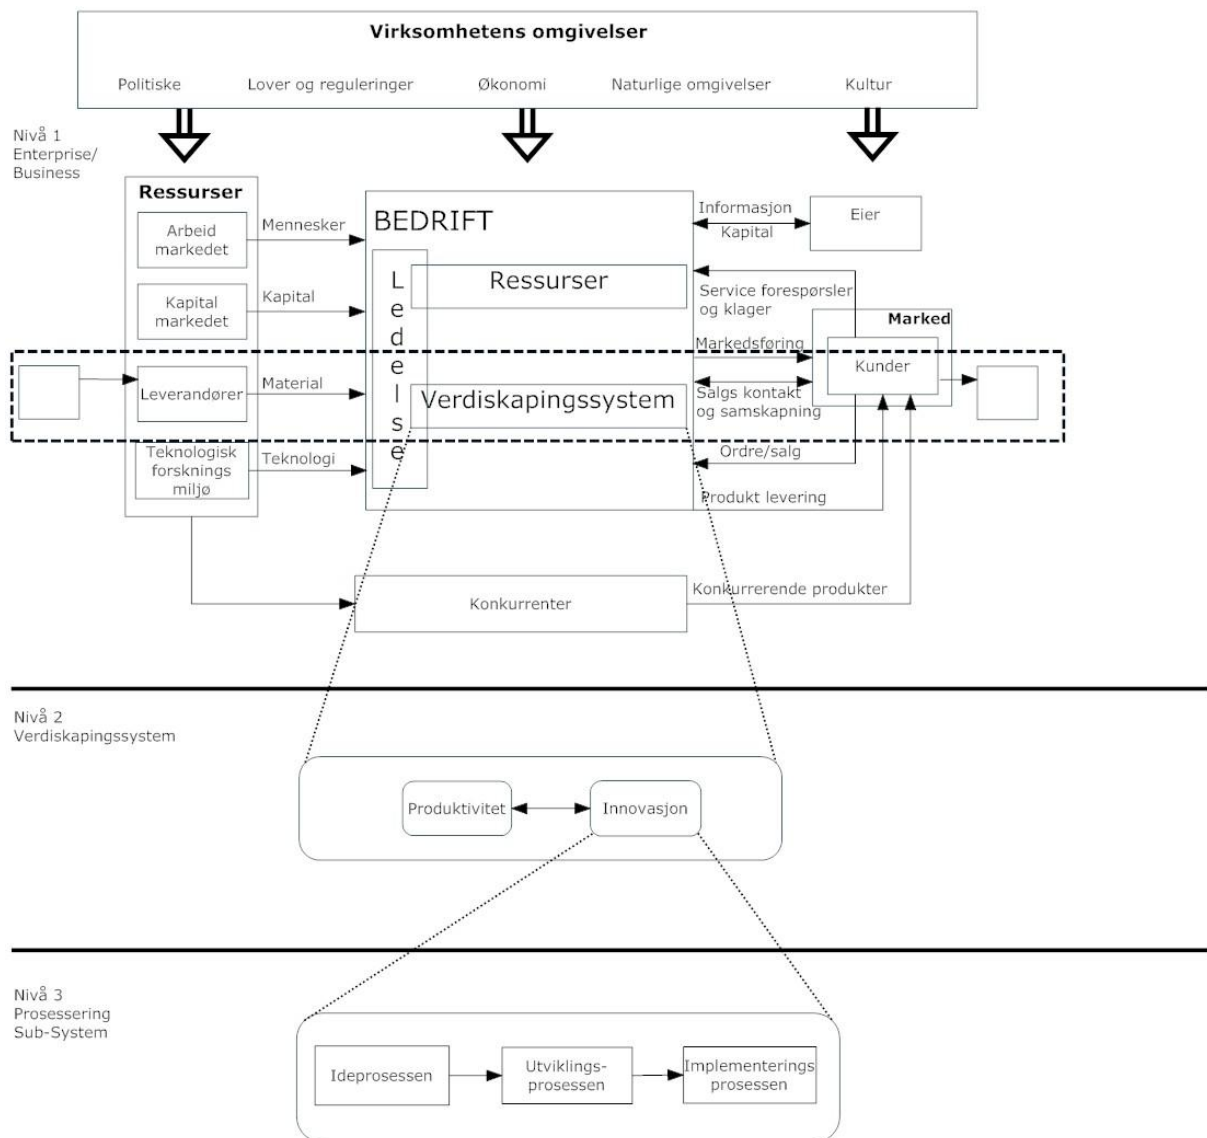 Virksomhetens omgivelser
Politiske
Lover og reguleringer
Økonomi
Naturlige omgivelser
Kultur
Nivå 1
Enterprise/
Business
Ressurser
Arbeid
markedet
Mennesker
Kapital
markedet
Kapital
Leverandører
Material
Teknologisk
forsknings
miljø
Teknologi
BEDRIFT
Ledelse
Ressurser
Verdiskapingssystem
Informasjon
Kapital
Eier
Service forespørsler
og klager
Marked
Markedsføring
Kunder
Salgs kontakt
og samskapning
Ordre/salg
Produkt levering
Konkurrenter
Konkurrerende produkter
Nivå 2
Verdiskapingssystem
Produktivitet
Innovasjon
Nivå 3
Prosessering
Sub-System
Ideprosessen
Utviklings-
prosessen
Implementerings
prosessen